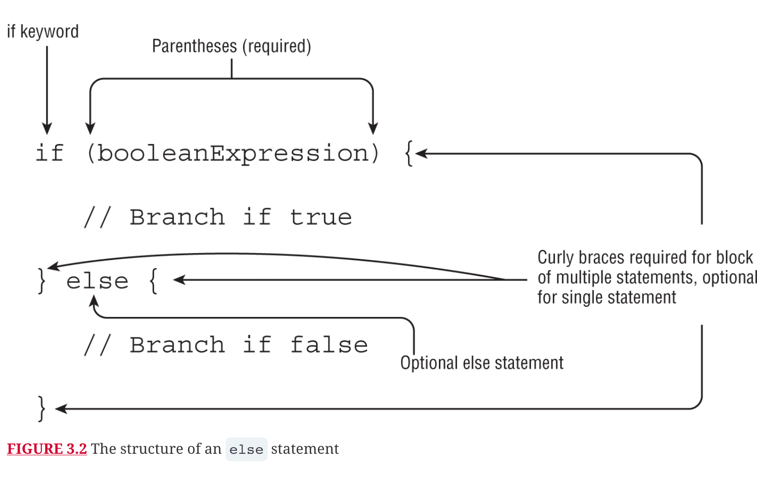 if keyword
Parentheses (required)
if (booleanExpression) {
// Branch if true
Curly braces required for block
of multiple statements, optional
for single statement
} else {
// Branch if false
Optional else statement
}
FIGURE 3.2 The structure of an else statement